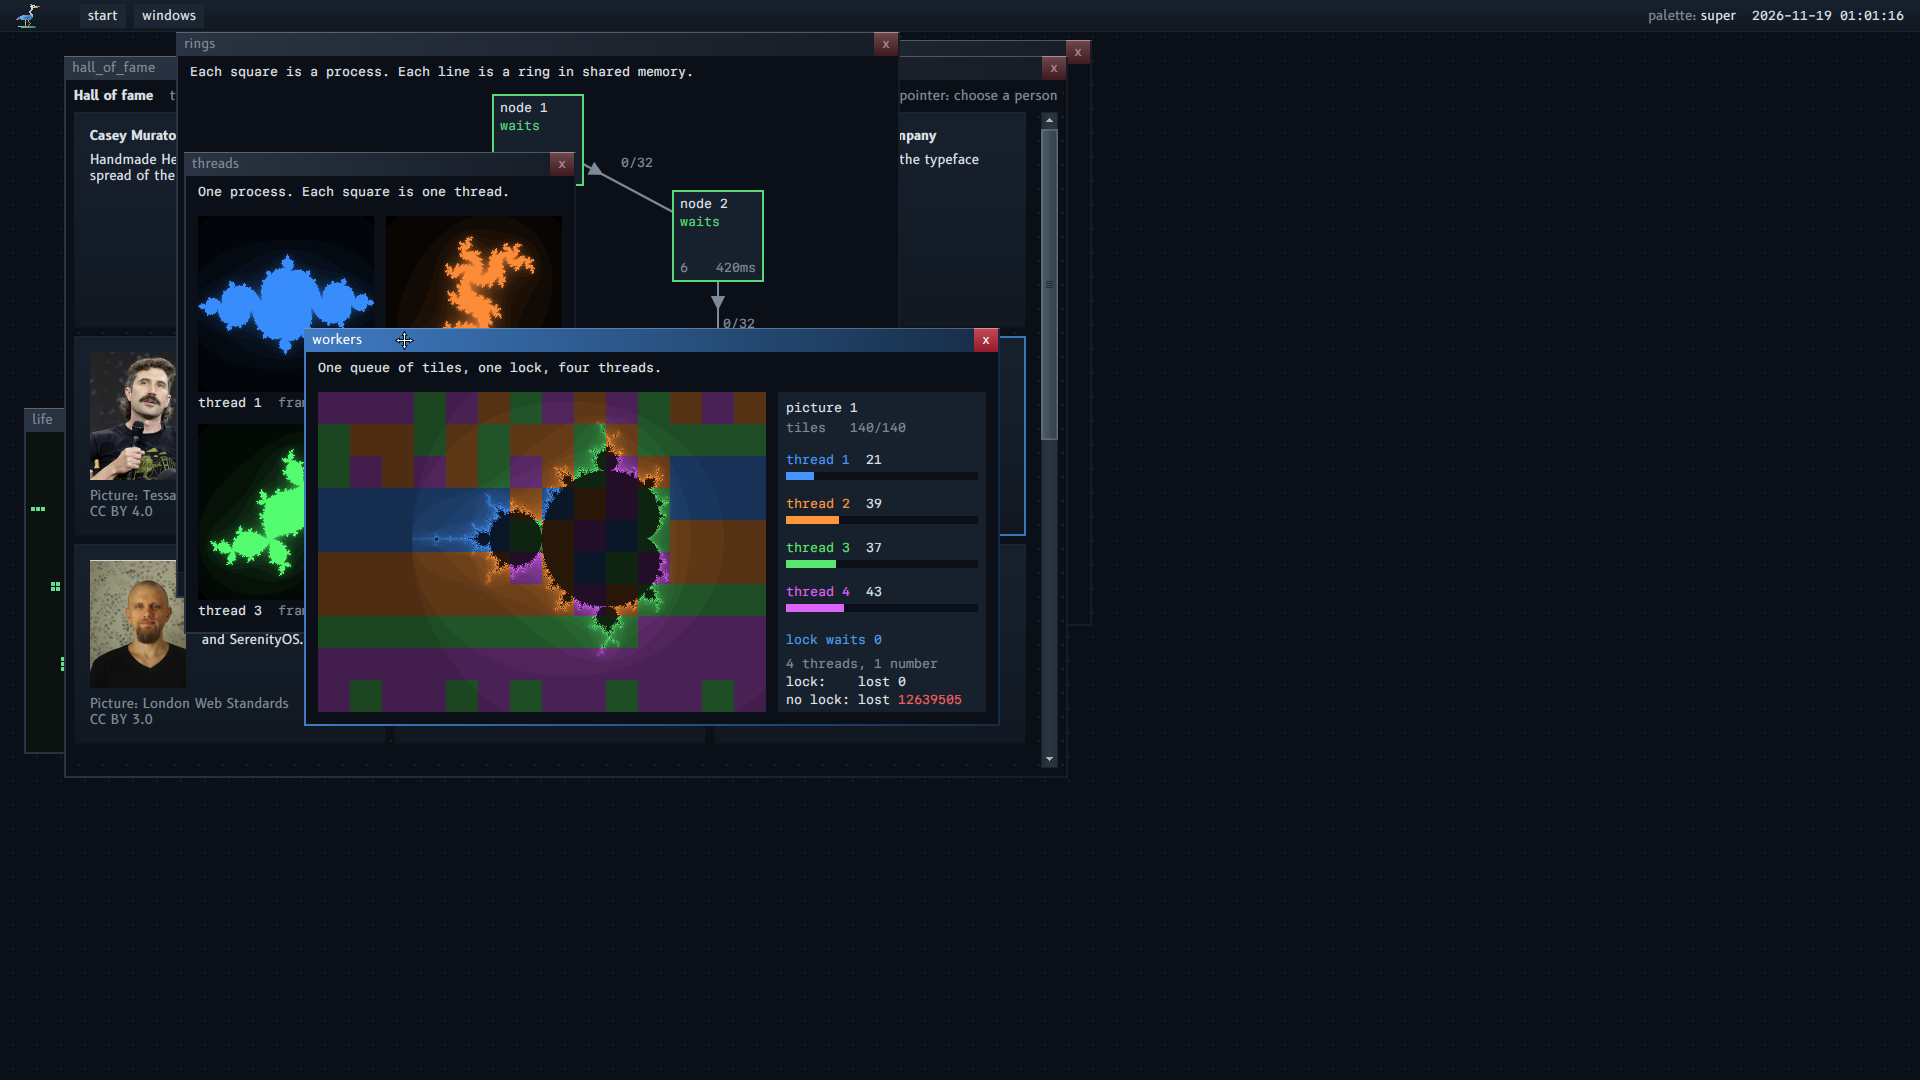 start windows palette: super 2026-11-19 01:01:16
rings x
x
hall_of_fame x
Each square is a process. Each line is a ring in shared memory.
Hall of fame pointer: choose a person
node 1
waits
Casey
Handmade
spread of the
the typeface
0/32
threads x
One process. Each square is one thread.
node 2
waits
6 420ms
0/32
workers x
One queue of tiles, one lock, four threads.
thread 1
life
picture 1
tiles 140/140
thread 1 21
thread 2 39
thread 3 37
thread 4 43
lock waits 0
4 threads, 1 number
lock: lost 0
no lock: lost 12639505
Picture:
CC BY 4.0
thread 3
and SerenityOS.
Picture: London Web Standards
CC BY 3.0